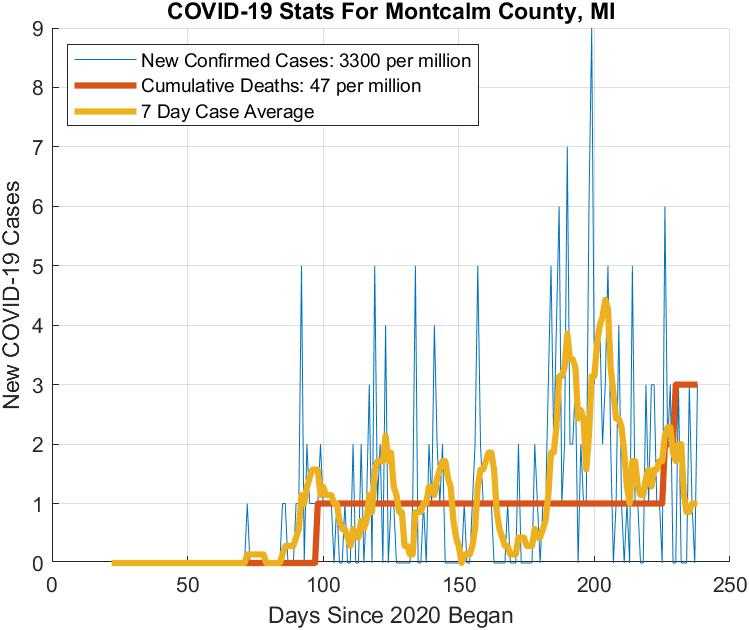 COVID-19 Stats For Montcalm County, MI
New Confirmed Cases: 3300 per million
Cumulative Deaths: 47 per million
7 Day Case Average
New COVID-19 Cases
9
8
7
6
5
4
3
2
1
0
0 50 100 150 200 250
Days Since 2020 Began